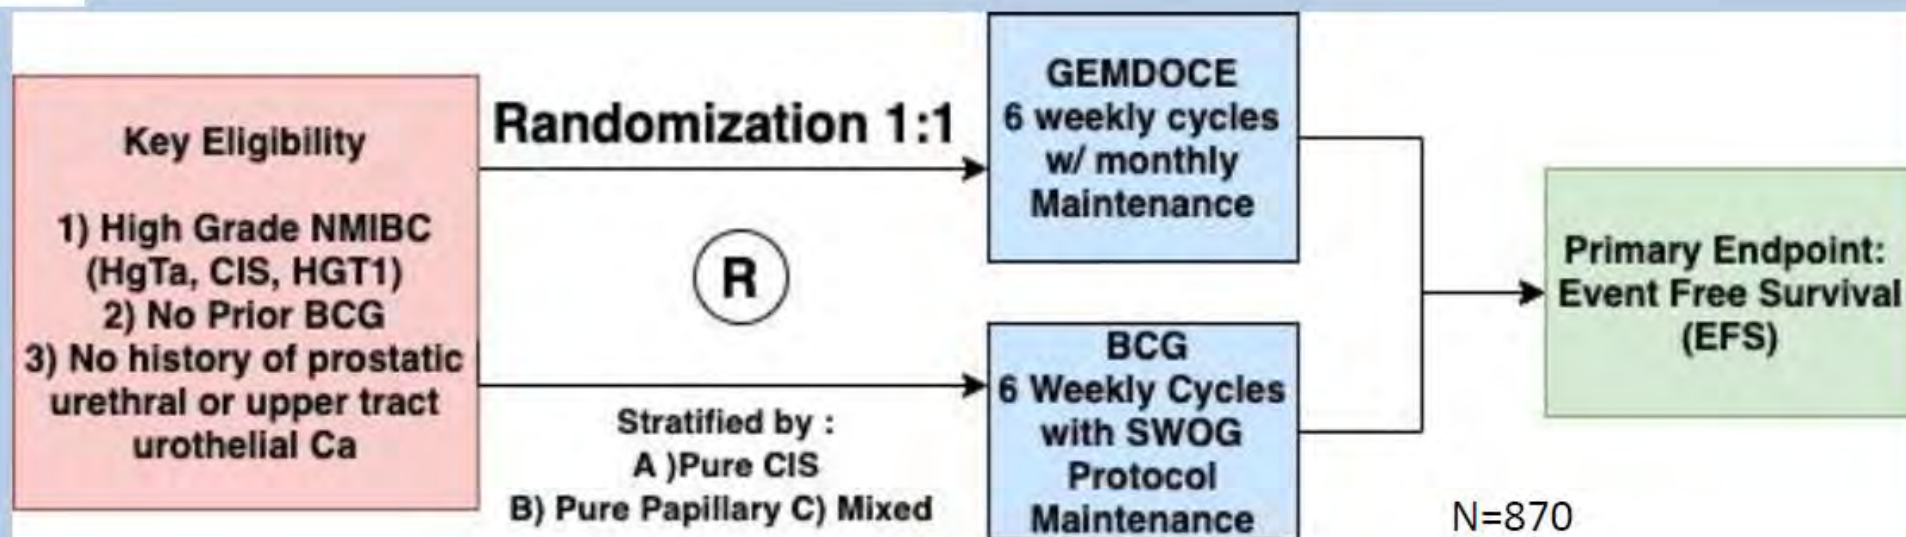 Key Eligibility
1) High Grade NMIBC
(HgTa, CIS, HGT1)
2) No Prior BCG
3) No history of prostatic
urethral or upper tract
urothelial Ca
Randomization 1:1
R
Stratified by :
A )Pure CIS
B) Pure Papillary C) Mixed
GEMDOCE
6 weekly cycles
w/ monthly
Maintenance
BCG
6 Weekly Cycles
with SWOG
Protocol
Maintenance
Primary Endpoint:
Event Free Survival
(EFS)
N=870